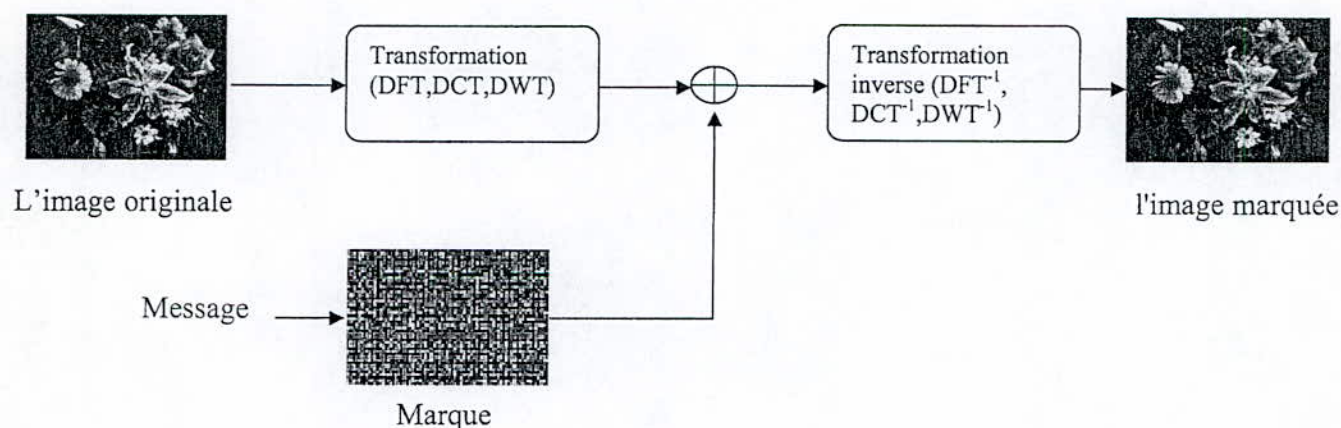 Transformation
(DFT,DCT,DWT)
Transformation
inverse (DFT⁻¹,
DCT⁻¹,DWT⁻¹)
L'image originale
l'image marquée
Message
Marque